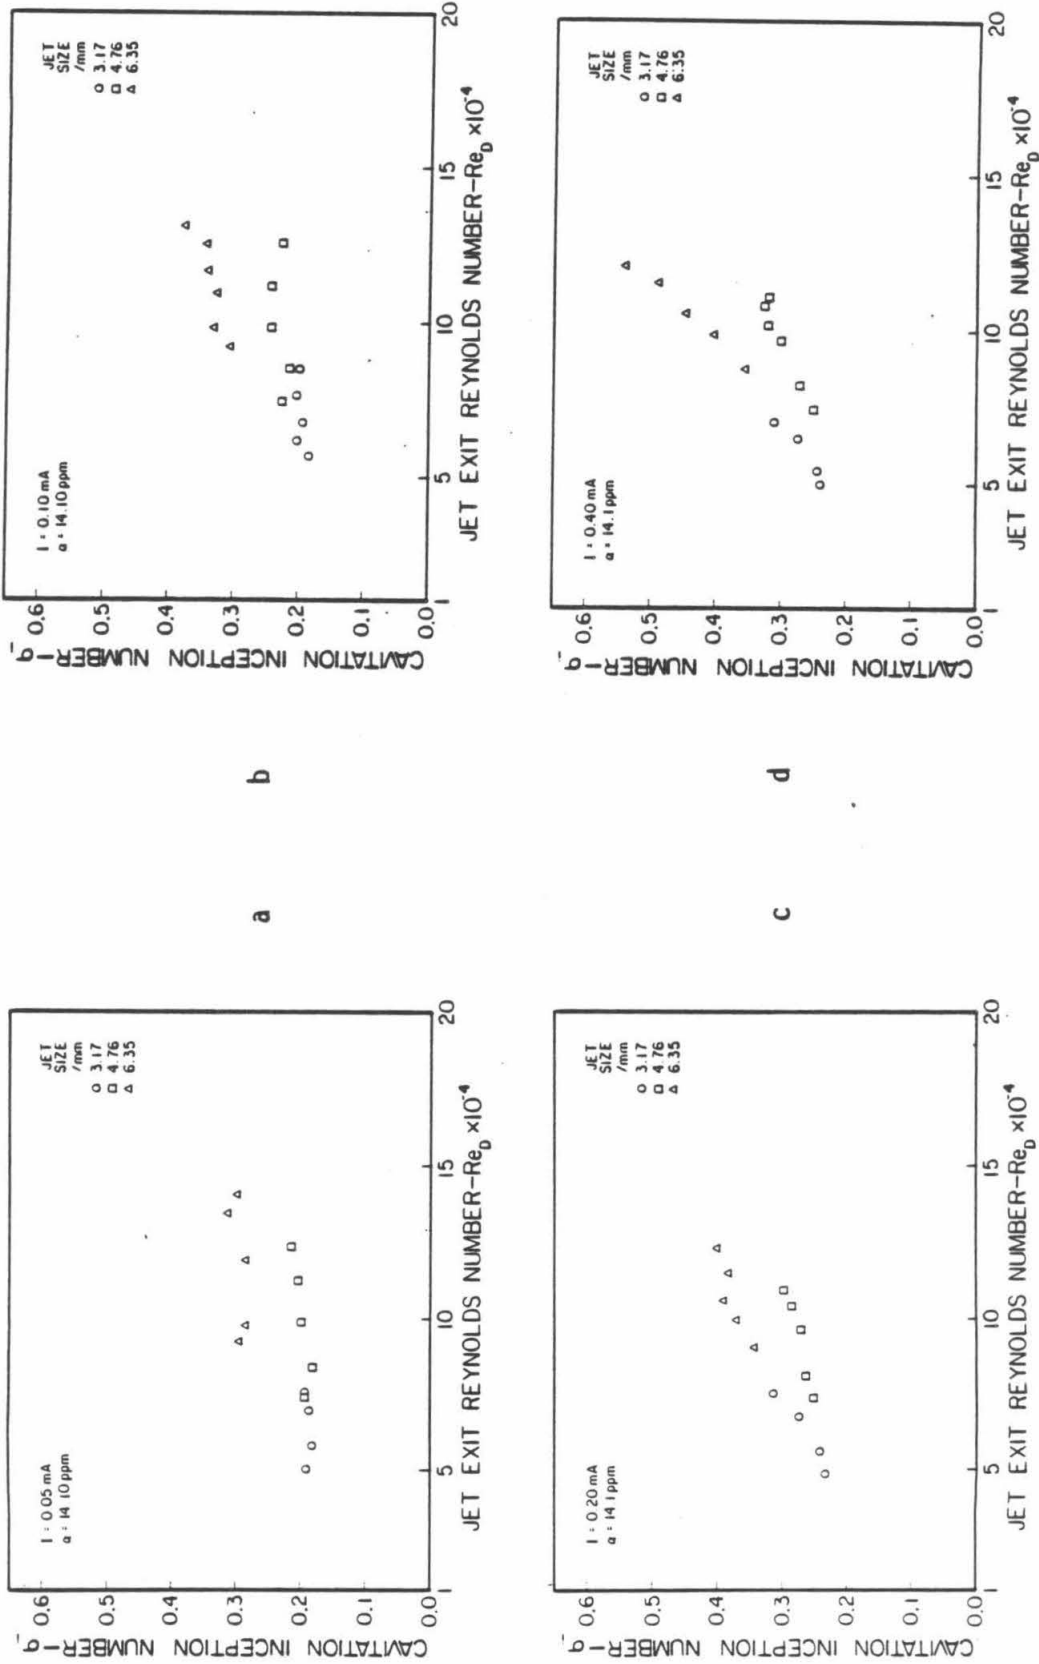 CAVITATION INCEPTION NUMBER-σi
0.6
0.5
0.4
0.3
0.2
0.1
0.0
I = 0.05 mA
a = 14.10 ppm
JET
SIZE
/mm
○ 3.17
□ 4.76
△ 6.35
1
5
10
15
20
JET EXIT REYNOLDS NUMBER-Re_D ×10⁻⁴
a
CAVITATION INCEPTION NUMBER-σi
0.6
0.5
0.4
0.3
0.2
0.1
0.0
I = 0.10 mA
a = 14.10 ppm
JET
SIZE
/mm
○ 3.17
□ 4.76
△ 6.35
1
5
10
15
20
JET EXIT REYNOLDS NUMBER-Re_D ×10⁻⁴
b
CAVITATION INCEPTION NUMBER-σi
0.6
0.5
0.4
0.3
0.2
0.1
0.0
I = 0.20 mA
a = 14.1 ppm
JET
SIZE
/mm
○ 3.17
□ 4.76
△ 6.35
1
5
10
15
20
JET EXIT REYNOLDS NUMBER-Re_D ×10⁻⁴
c
CAVITATION INCEPTION NUMBER-σi
0.6
0.5
0.4
0.3
0.2
0.1
0.0
I = 0.40 mA
a = 14.1 ppm
JET
SIZE
/mm
○ 3.17
□ 4.76
△ 6.35
1
5
10
15
20
JET EXIT REYNOLDS NUMBER-Re_D ×10⁻⁴
d